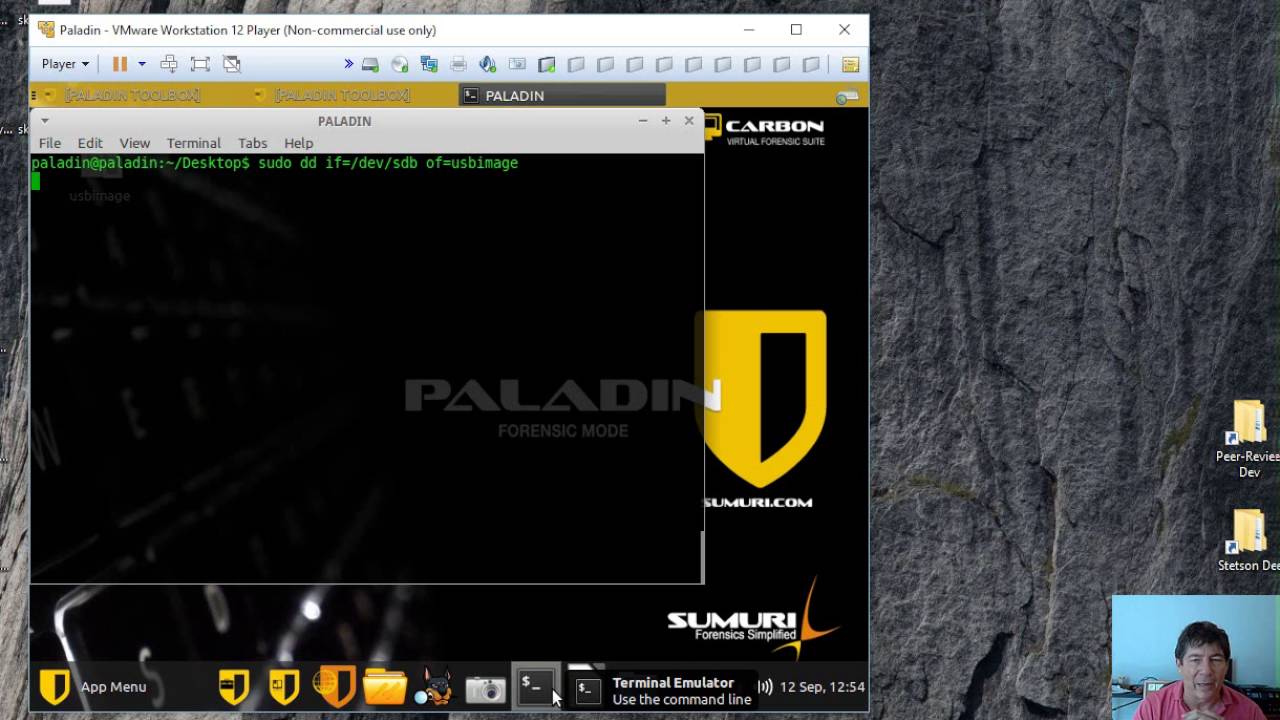 Paladin - VMware Workstation 12 Player (Non-commercial use only)
Player
[PALADIN TOOLBOX]
[PALADIN TOOLBOX]
PALADIN
PALADIN
File Edit View Terminal Tabs Help
paladin@paladin:~/Desktop$ sudo dd if=/dev/sdb of=usbimage
usbimage
CARBON
VIRTUAL FORENSIC SUITE
PALADIN
FORENSIC MODE
SUMURI.COM
SUMURI
Forensics Simplified
App Menu
Terminal Emulator
Use the command line
12 Sep, 12:54
Peer-Review
Dev
Stetson Dee